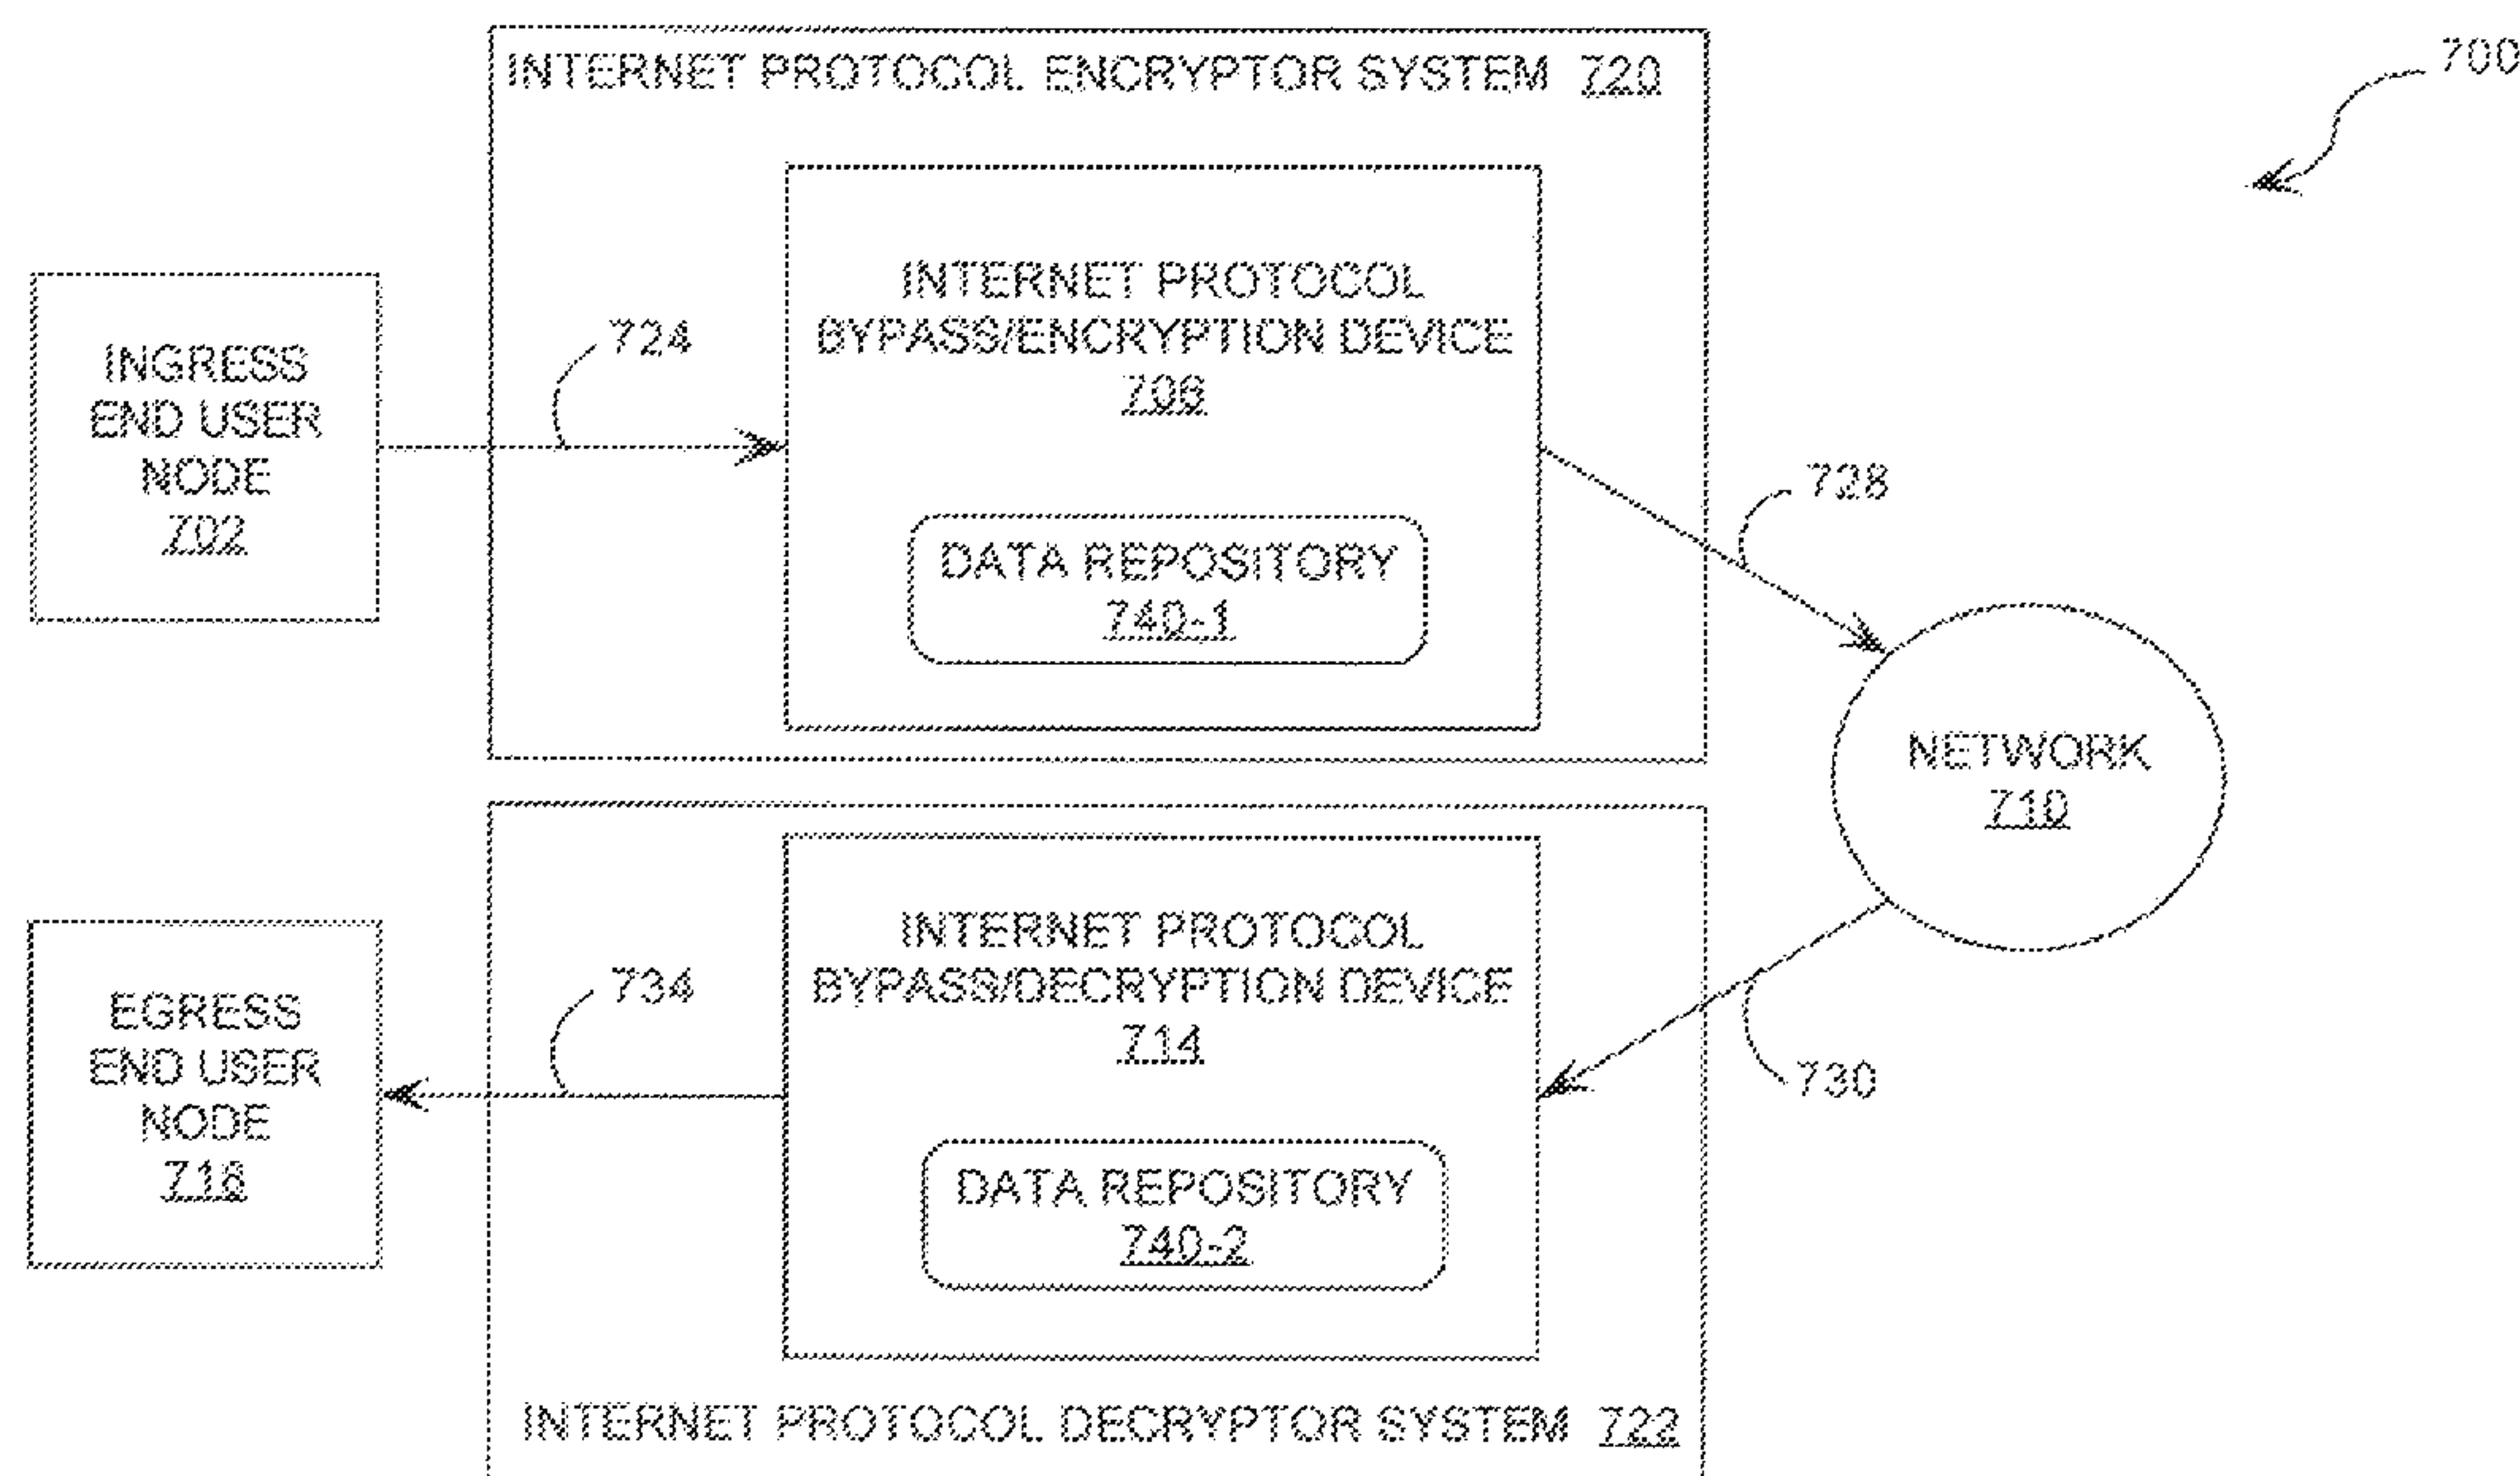 INTERNET PROTOCOL ENCRYPTOR SYSTEM 720
700
INTERNET PROTOCOL
BYPASS/ENCRYPTION DEVICE
706
724
INGRESS
END USER
NODE
702
728
DATA REPOSITORY
740-1
NETWORK
710
INTERNET PROTOCOL
BYPASS/DECRYPTION DEVICE
714
734
EGRESS
END USER
NODE
718
730
DATA REPOSITORY
740-2
INTERNET PROTOCOL DECRYPTOR SYSTEM 722